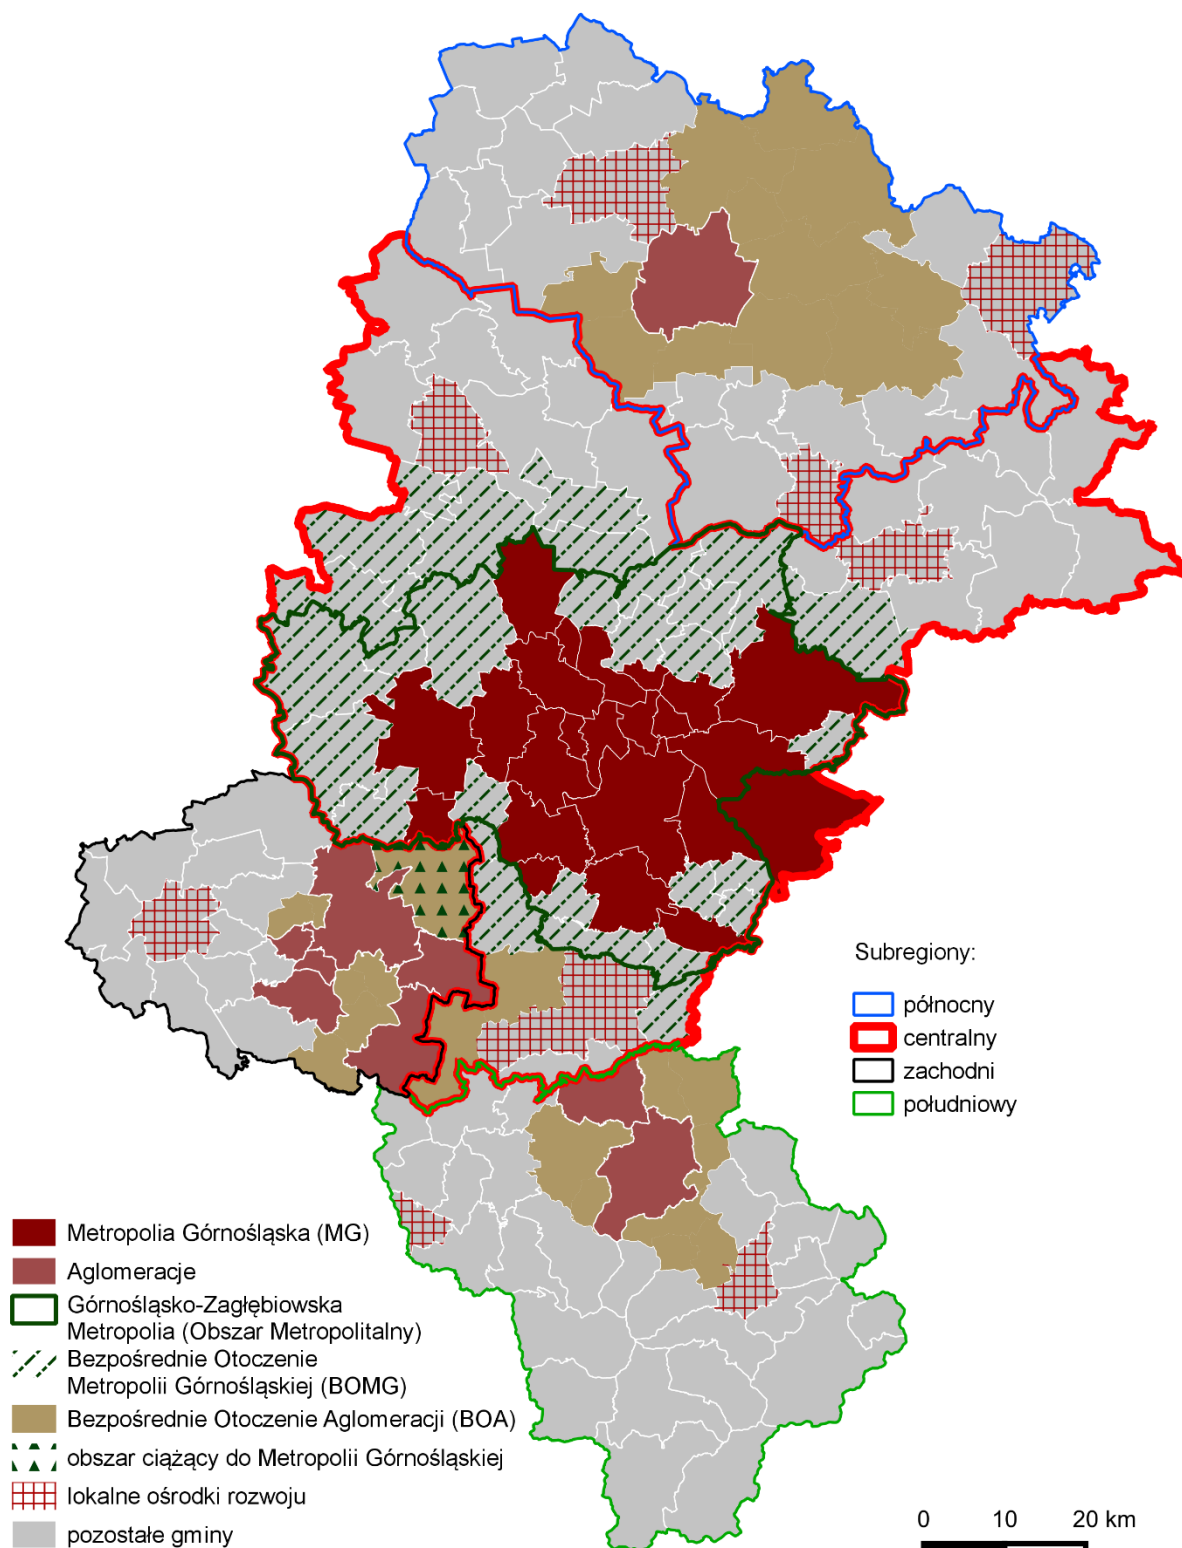 Subregiony:
północny
centralny
zachodni
południowy
Metropolia Górnośląska (MG)
Aglomeracje
Górnośląsko-Zagłębiowska
Metropolia (Obszar Metropolitalny)
Bezpośrednie Otoczenie
Metropolii Górnośląskiej (BOMG)
Bezpośrednie Otoczenie Aglomeracji (BOA)
obszar ciążący do Metropolii Górnośląskiej
lokalne ośrodki rozwoju
pozostałe gminy
0 10 20 km